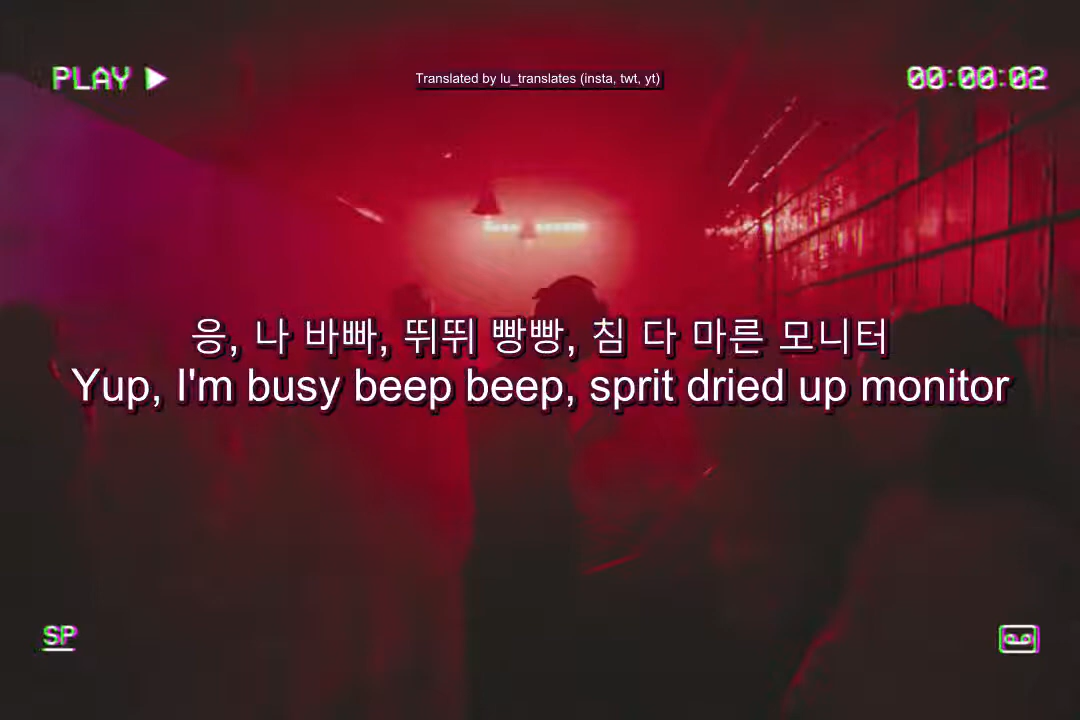 PLAY
Translated by lu_translates (insta, twt, yt)
00:00:02
응, 나 바빠, 뛰뛰 빵빵, 침 다 마른 모니터
Yup, I'm busy beep beep, sprit dried up monitor
SP